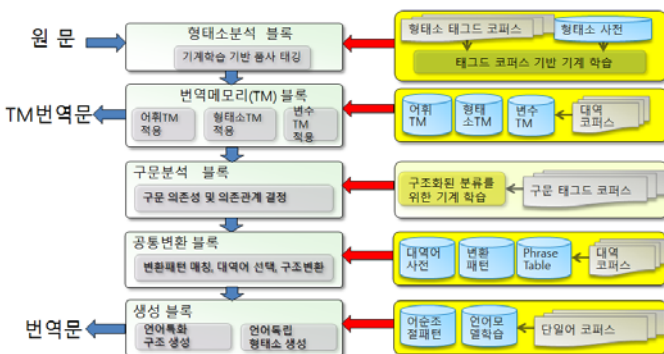 원 문
형태소분석 블록
기계학습 기반 품사 태깅
형태소 태그드 코퍼스
형태소 사전
태그드 코퍼스 기반 기계 학습
TM번역문
번역메모리(TM) 블록
어휘TM
적용
형태소TM
적용
변수
TM
적용
어휘
TM
형태
소TM
변수
TM
대역
코퍼스
구문분석 블록
구문 의존성 및 의존관계 결정
구조화된 분류를
위한 기계 학습
구문 태그드 코퍼스
공통변환 블록
변환패턴 매칭, 대역어 선택, 구조변환
대역어
사전
변환
패턴
Phrase
Table
대역
코퍼스
번역문
생성 블록
언어특화
구조 생성
언어독립
형태소 생성
어순조
절패턴
언어모
델학습
단일어 코퍼스